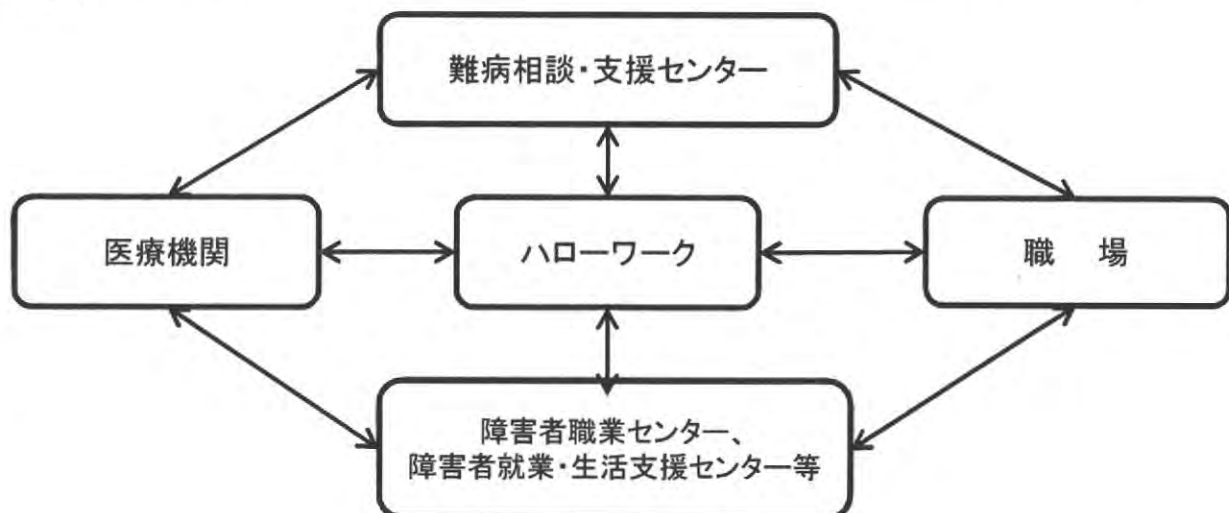 難病相談・支援センター
医療機関
ハローワーク
職　場
障害者職業センター、
障害者就業・生活支援センター等